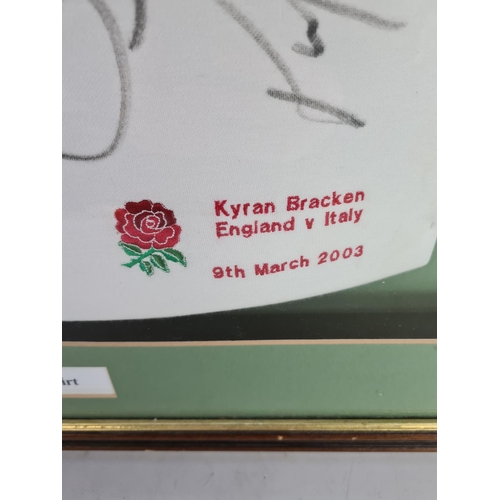 Kyran Bracken
England v Italy
9th March 2003